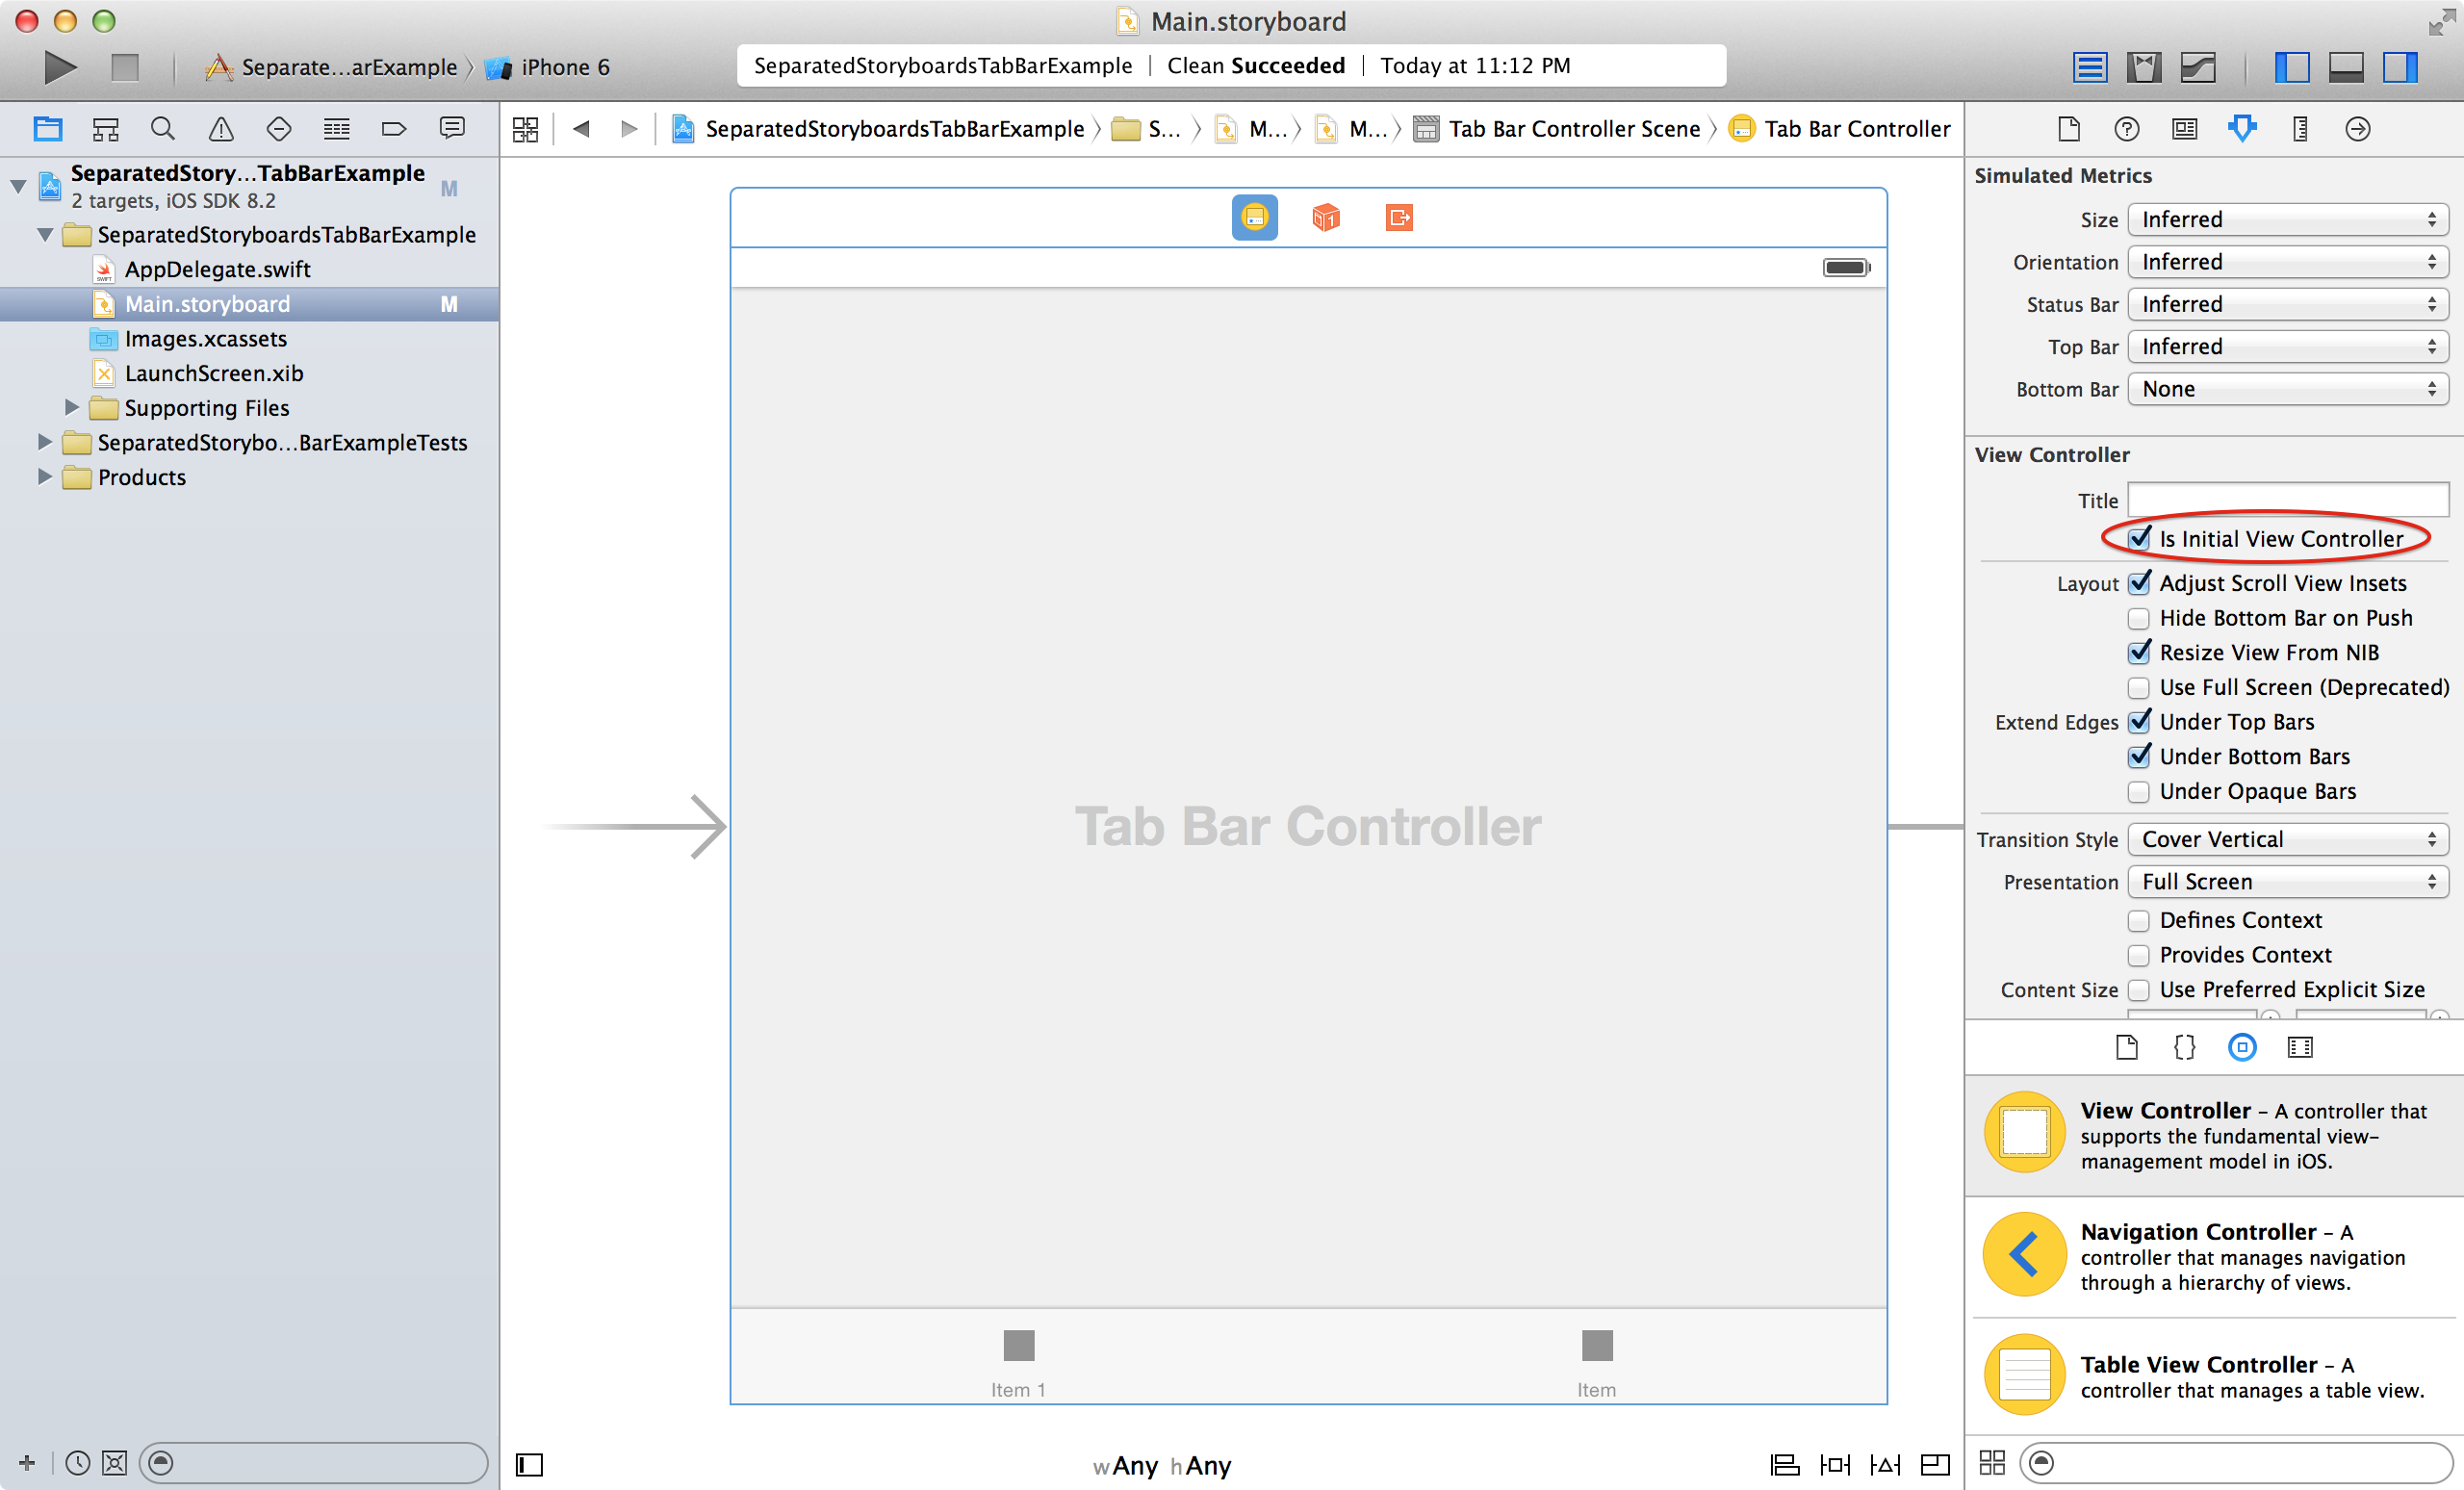 Main.storyboard
Separate...arExample
iPhone 6
SeparatedStoryboardsTabBarExample | Clean Succeeded | Today at 11:12 PM
SeparatedStoryboardsTabBarExample
S...
M...
M...
Tab Bar Controller Scene
Tab Bar Controller
SeparatedStory...TabBarExample
M
2 targets, iOS SDK 8.2
SeparatedStoryboardsTabBarExample
AppDelegate.swift
Main.storyboard
M
Images.xcassets
LaunchScreen.xib
Supporting Files
SeparatedStorybo...BarExampleTests
Products
Tab Bar Controller
Item 1
Item
wAny hAny
Simulated Metrics
Size Inferred
Orientation Inferred
Status Bar Inferred
Top Bar Inferred
Bottom Bar None
View Controller
Title
Is Initial View Controller
Layout Adjust Scroll View Insets
Hide Bottom Bar on Push
Resize View From NIB
Use Full Screen (Deprecated)
Extend Edges Under Top Bars
Under Bottom Bars
Under Opaque Bars
Transition Style Cover Vertical
Presentation Full Screen
Defines Context
Provides Context
Content Size Use Preferred Explicit Size
View Controller – A controller that
supports the fundamental view-
management model in iOS.
Navigation Controller – A
controller that manages navigation
through a hierarchy of views.
Table View Controller – A
controller that manages a table view.